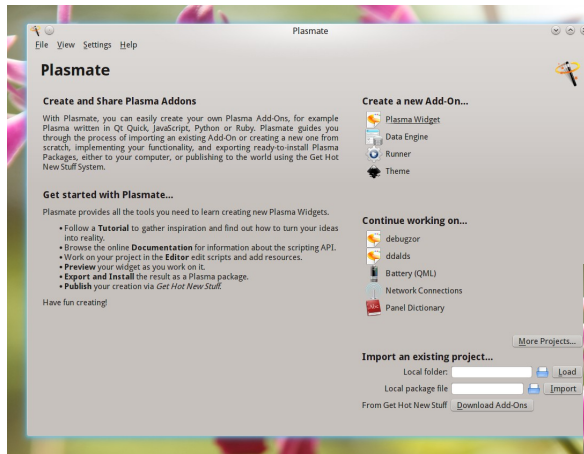 Plasmate
File View Settings Help
Plasmate
Create and Share Plasma Addons
With Plasmate, you can easily create your own Plasma Add-Ons, for example
Plasma written in Qt Quick, JavaScript, Python or Ruby. Plasmate guides you
through the process of importing an existing Add-On or creating a new one from
scratch, implementing your functionality, and exporting ready-to-install Plasma
Packages, either to your computer, or publishing to the world using the Get Hot
New Stuff System.
Get started with Plasmate...
Plasmate provides all the tools you need to learn creating new Plasma Widgets.
• Follow a Tutorial to gather inspiration and find out how to turn your ideas
into reality.
• Browse the online Documentation for information about the scripting API.
• Work on your project in the Editor edit scripts and add resources.
• Preview your widget as you work on it.
• Export and Install the result as a Plasma package.
• Publish your creation via Get Hot New Stuff.
Have fun creating!
Create a new Add-On...
Plasma Widget
Data Engine
Runner
Theme
Continue working on...
debugzor
ddalds
Battery (QML)
Network Connections
Panel Dictionary
More Projects...
Import an existing project...
Local folder:
Load
Local package file
Import
From Get Hot New Stuff
Download Add-Ons